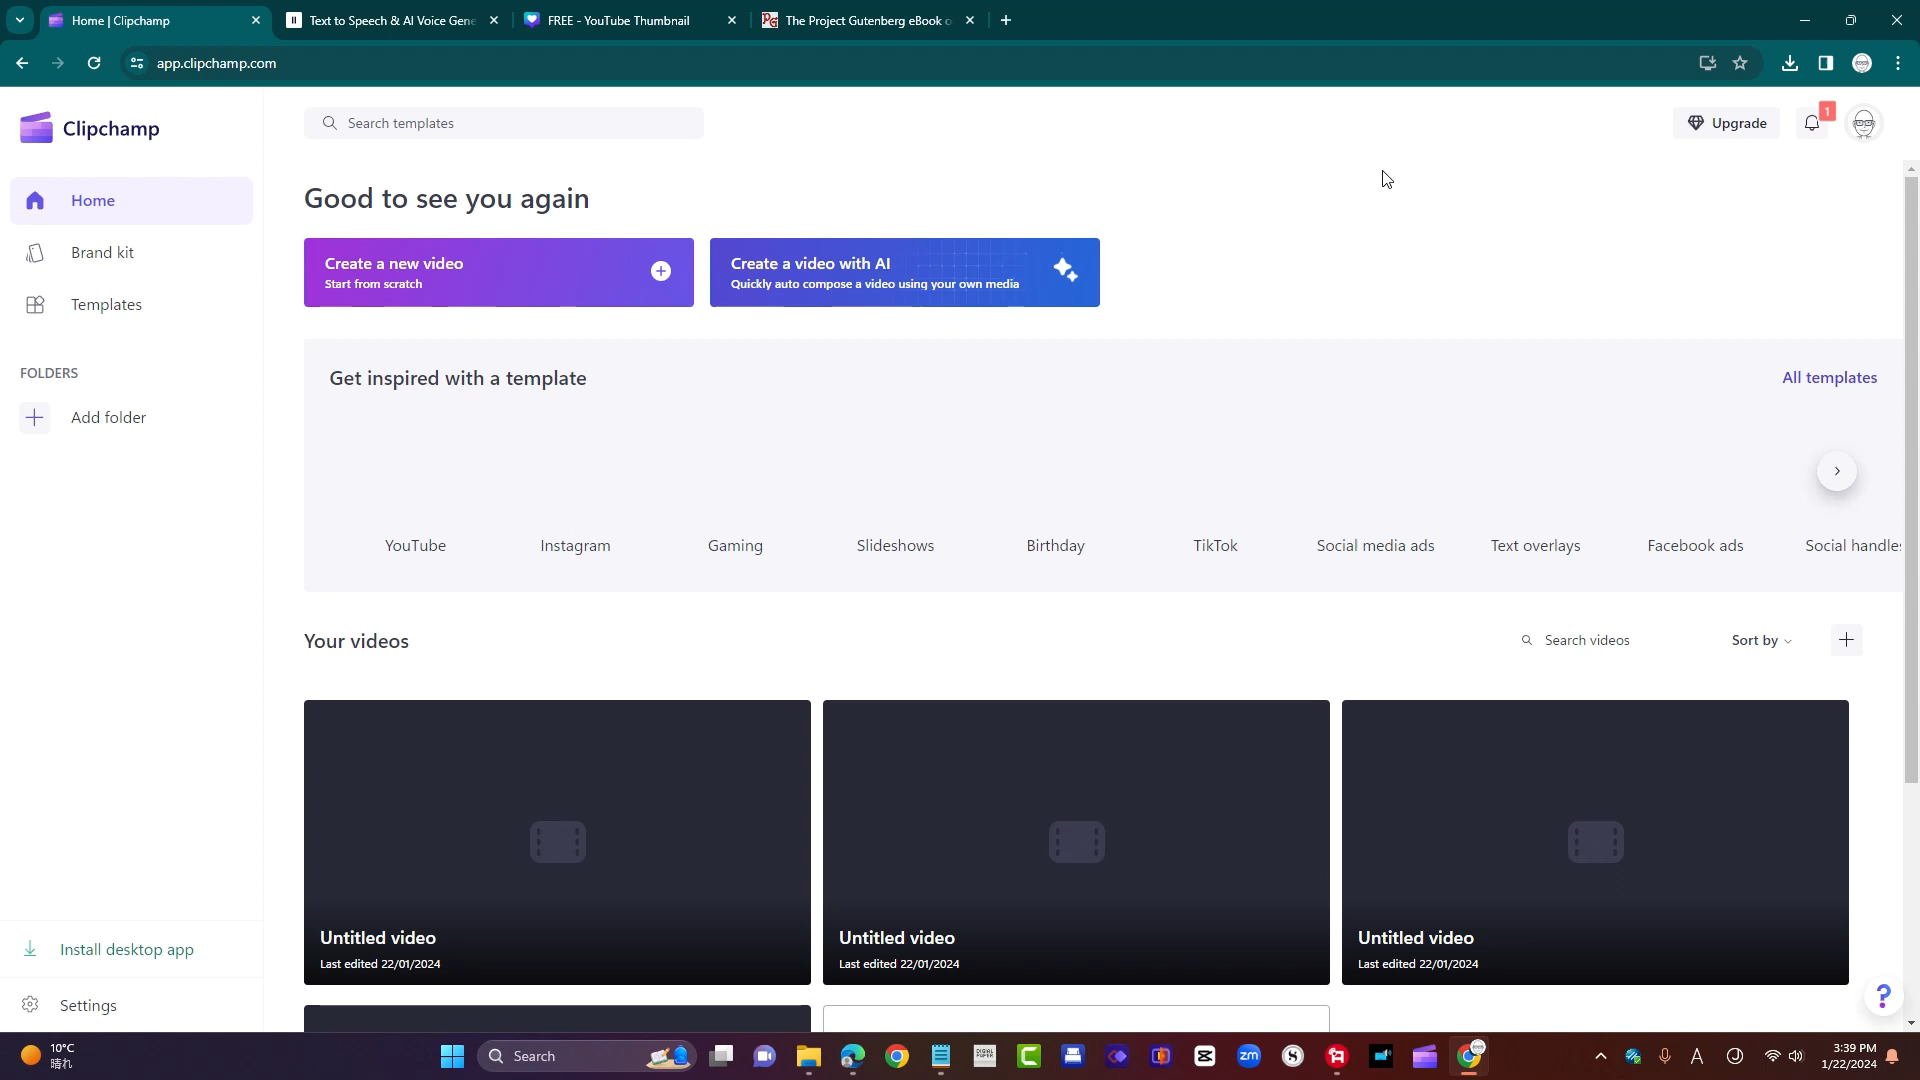 Home | Clipchamp
Text to Speech & AI Voice Gene
FREE - YouTube Thumbnail
The Project Gutenberg eBook o
app.clipchamp.com
Clipchamp
Search templates
Upgrade
1
Home
Brand kit
Templates
FOLDERS
Add folder
Good to see you again
Create a new video
Start from scratch
Create a video with AI
Quickly auto compose a video using your own media
Get inspired with a template
All templates
YouTube
Instagram
Gaming
Slideshows
Birthday
TikTok
Social media ads
Text overlays
Facebook ads
Social handles
Your videos
Search videos
Sort by
Untitled video
Last edited 22/01/2024
Untitled video
Last edited 22/01/2024
Untitled video
Last edited 22/01/2024
Install desktop app
Settings
?
10°C
晴れ
Search
DIGITAL
PAPER
zm
A
3:39 PM
1/22/2024